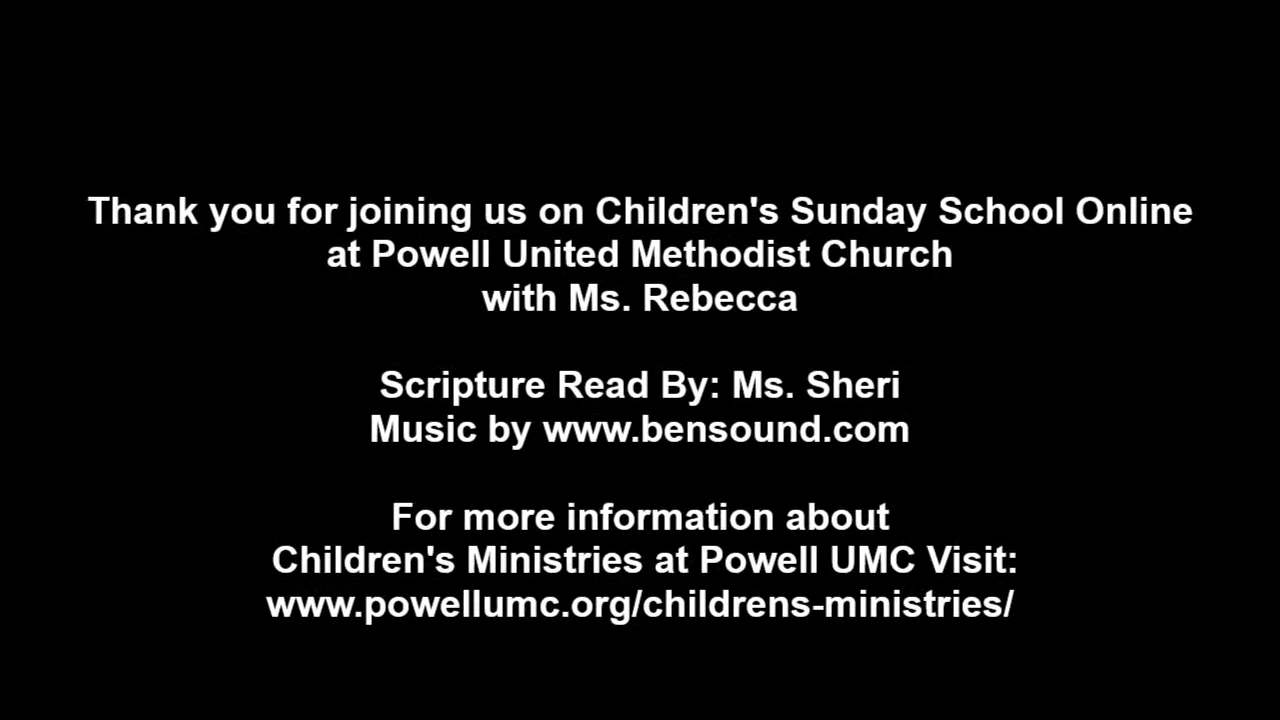 Thank you for joining us on Children's Sunday School Online
at Powell United Methodist Church
with Ms. Rebecca
Scripture Read By: Ms. Sheri
Music by www.bensound.com
For more information about
Children's Ministries at Powell UMC Visit:
www.powellumc.org/childrens-ministries/